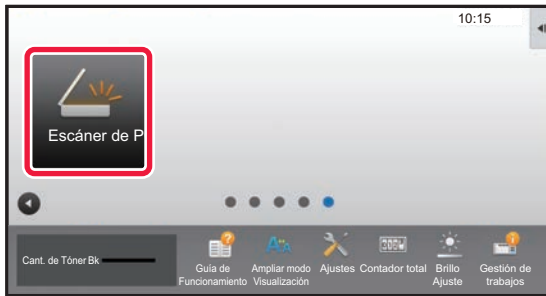 10:15
Escáner de P
Cant. de Tóner Bk
Guía de
Funcionamiento
Ampliar modo
Visualización
Ajustes
Contador total
Brillo
Ajuste
Gestión de
trabajos